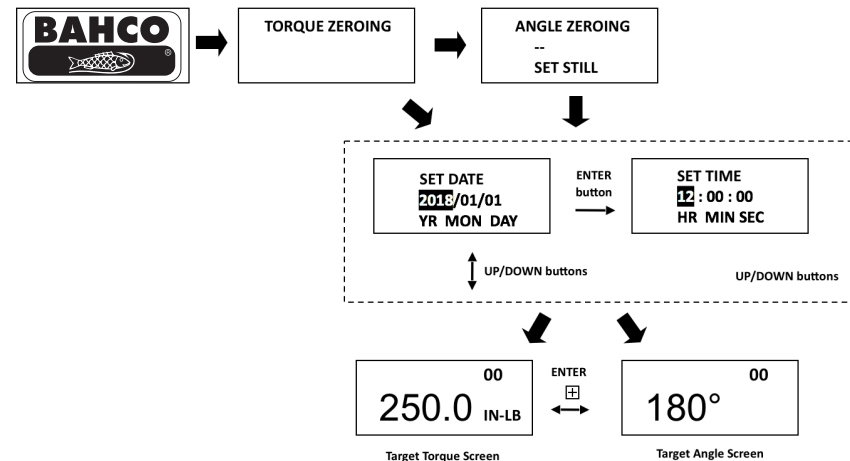 BAHCO
®
TORQUE ZEROING
ANGLE ZEROING
--
SET STILL
SET DATE
2018/01/01
YR MON DAY
ENTER
button
SET TIME
12 : 00 : 00
HR MIN SEC
UP/DOWN buttons
UP/DOWN buttons
00
250.0 IN-LB
Target Torque Screen
ENTER
00
180°
Target Angle Screen